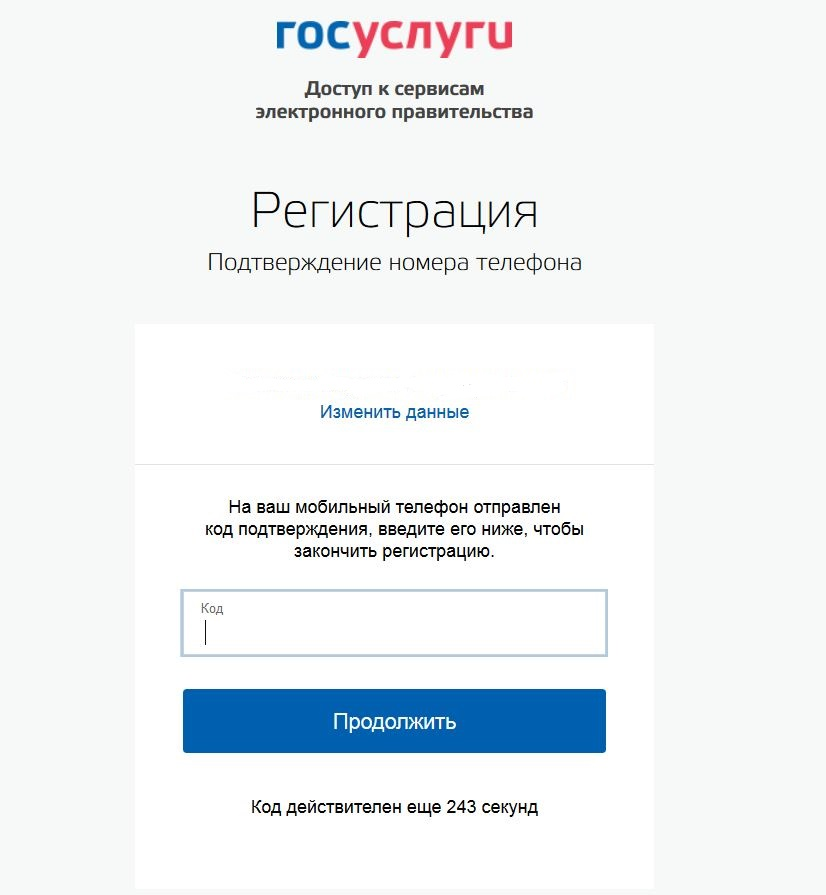 госуслуги
Доступ к сервисам
электронного правительства
Регистрация
Подтверждение номера телефона
Изменить данные
На ваш мобильный телефон отправлен
код подтверждения, введите его ниже, чтобы
закончить регистрацию.
Код
Продолжить
Код действителен еще 243 секунд